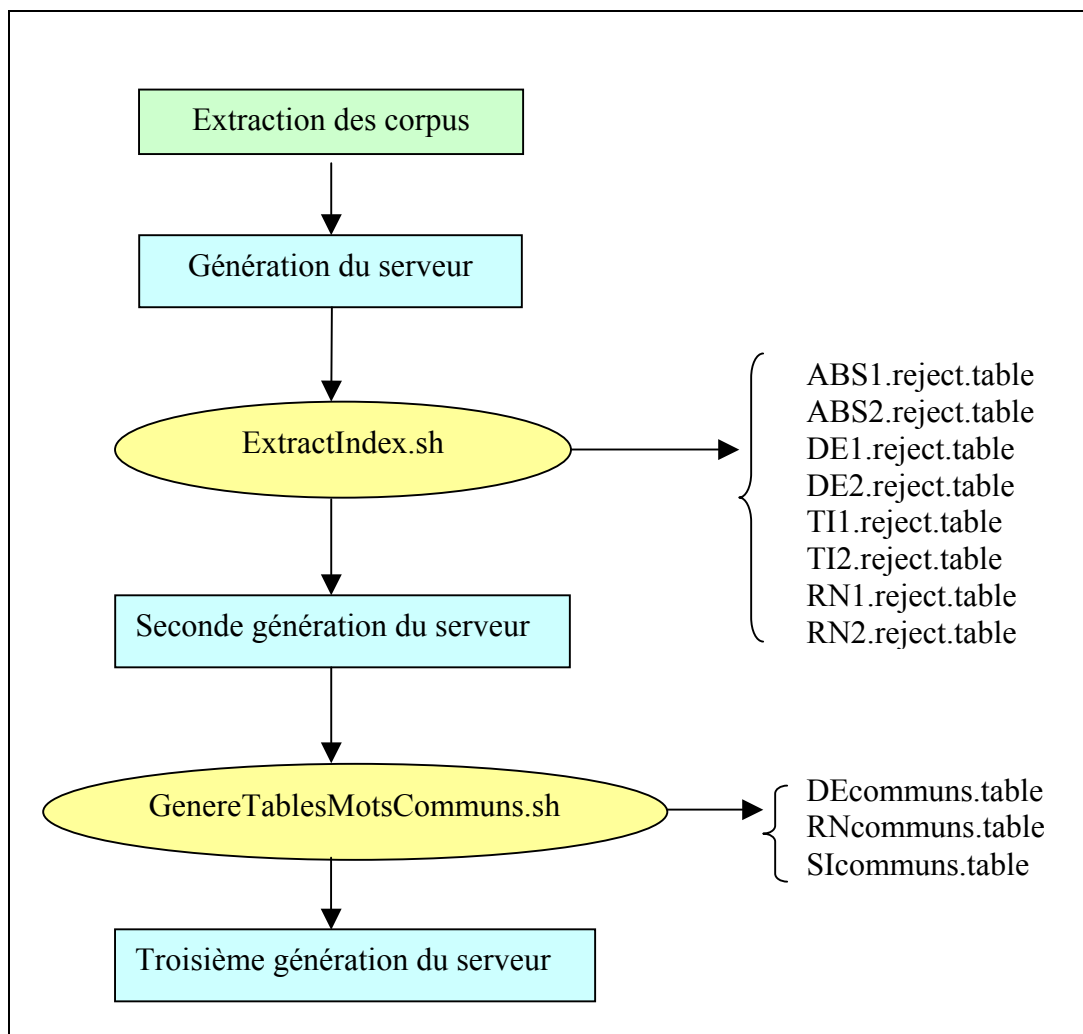 Extraction des corpus
Génération du serveur
ExtractIndex.sh
ABS1.reject.table
ABS2.reject.table
DE1.reject.table
DE2.reject.table
TI1.reject.table
TI2.reject.table
RN1.reject.table
RN2.reject.table
Seconde génération du serveur
GenereTablesMotsCommuns.sh
DEcommuns.table
RNcommuns.table
SIcommuns.table
Troisième génération du serveur